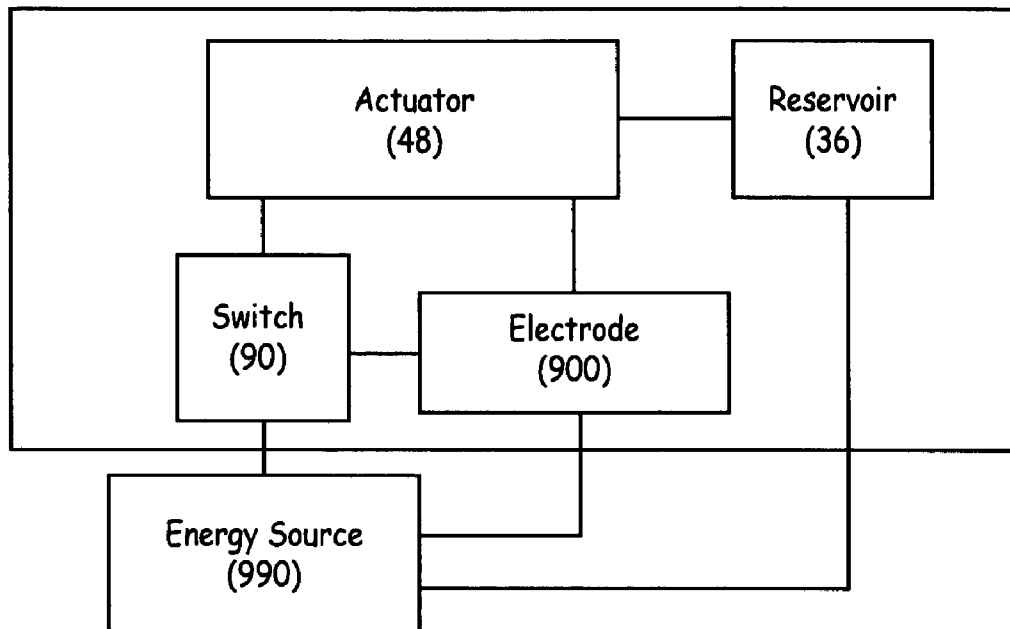 Actuator
(48)
Reservoir
(36)
Switch
(90)
Electrode
(900)
Energy Source
(990)